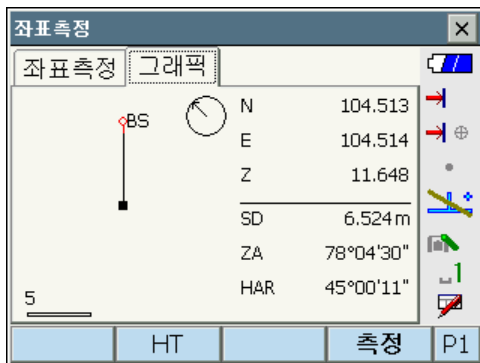 좌표측정
좌표측정 그래픽
BS
N 104.513
E 104.514
Z 11.648
SD 6.524 m
ZA 78°04'30"
HAR 45°00'11"
5
1
HT 측정 P1